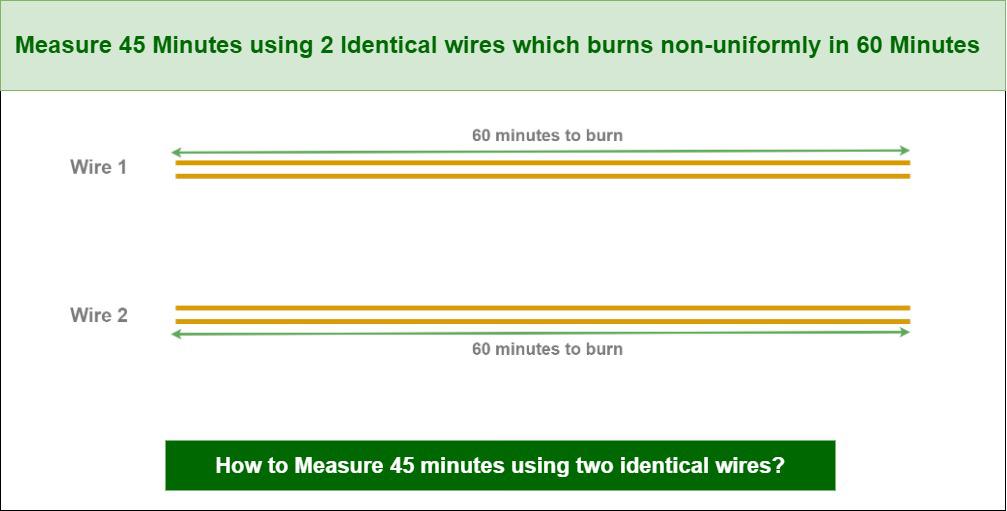 Measure 45 Minutes using 2 Identical wires which burns non-uniformly in 60 Minutes
60 minutes to burn
Wire 1
Wire 2
60 minutes to burn
How to Measure 45 minutes using two identical wires?